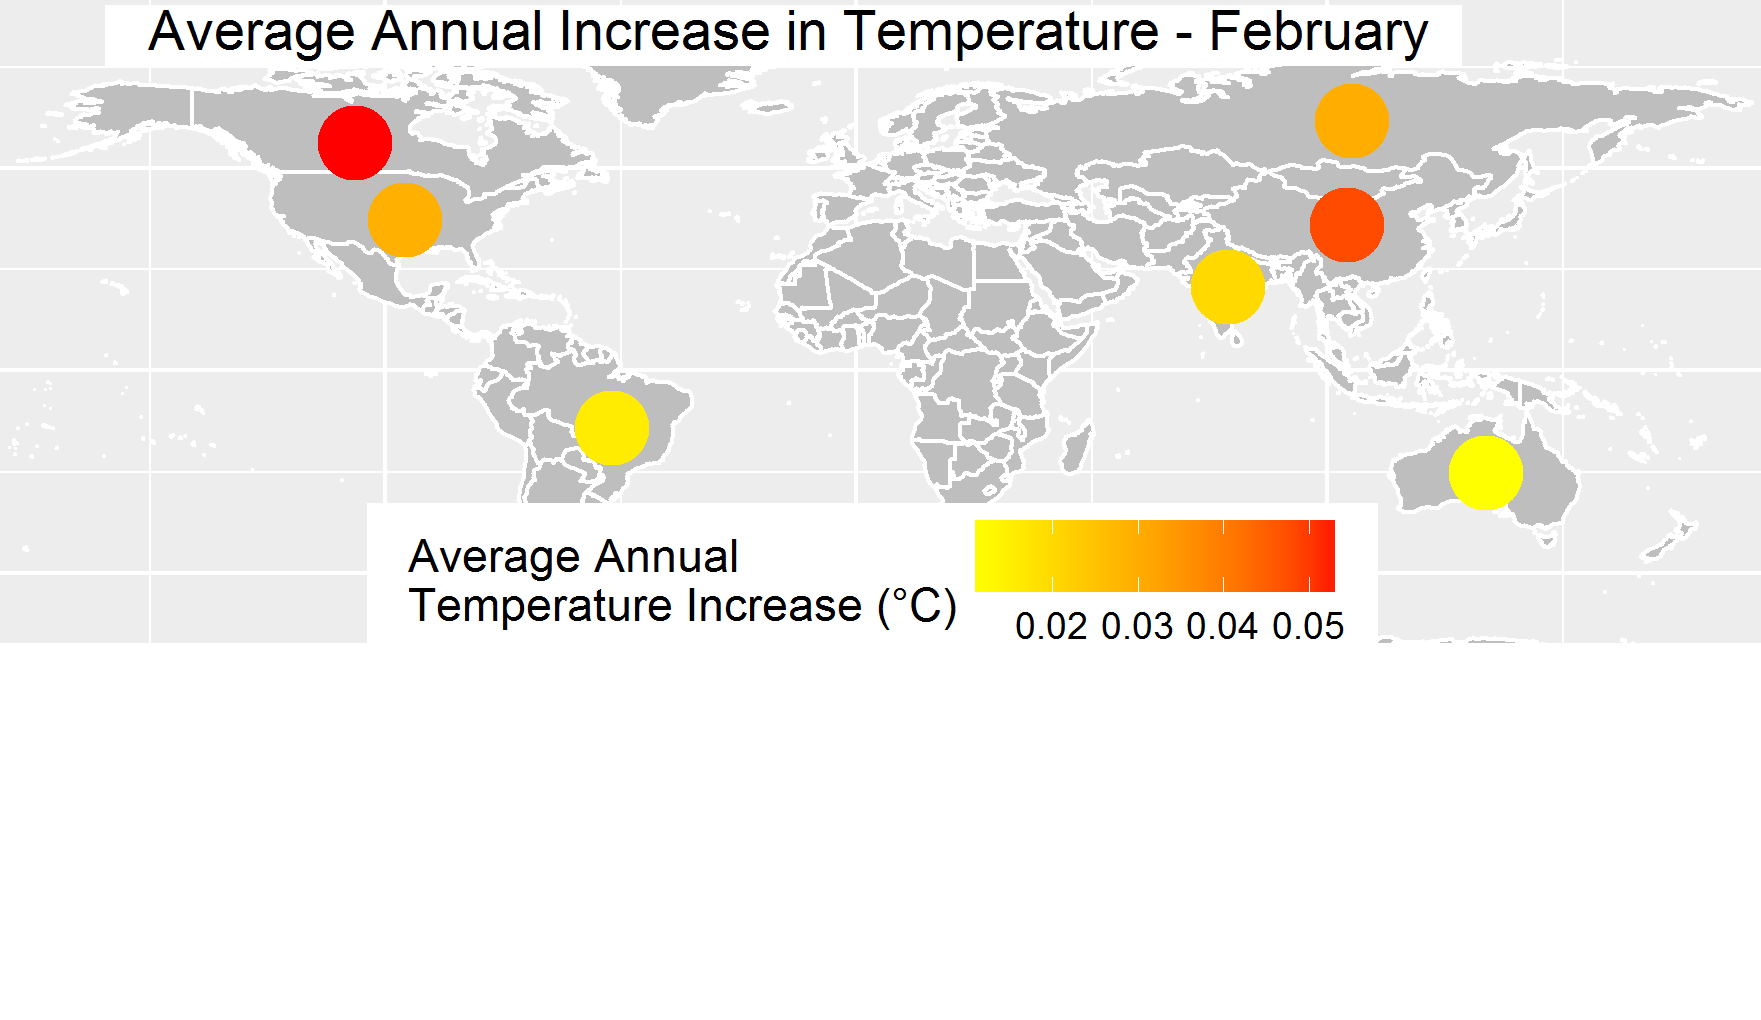 Average Annual Increase in Temperature - February
Average Annual
Temperature Increase (°C)
0.02 0.03 0.04 0.05